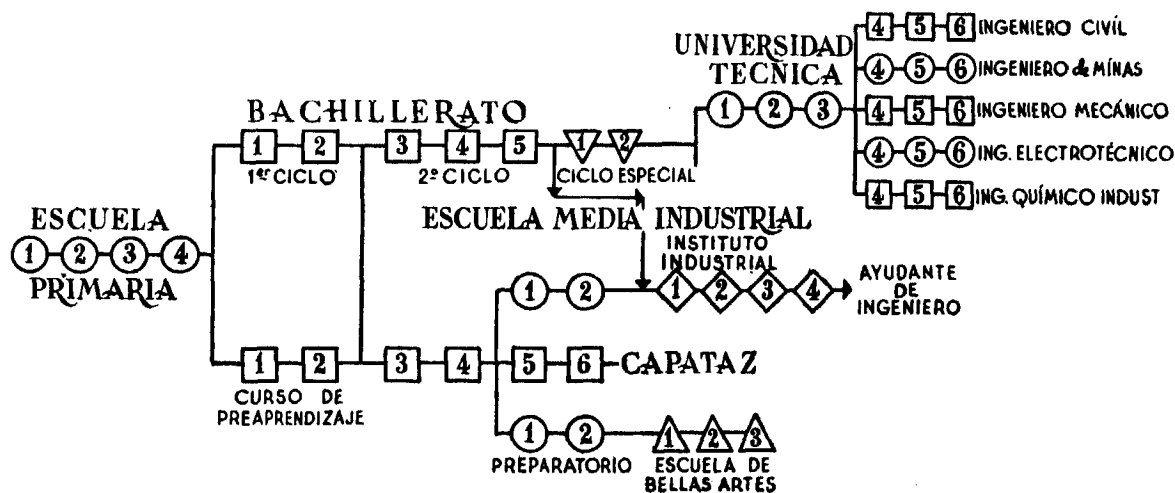 4 5 6 INGENIERO CIVÍL
UNIVERSIDAD
TECÑICA
4 5 6 INGENIERO de MÍNAS
BACHILLERATO
1 2 3
4 5 6 INGENIERO MECÁNICO
1 2 3 4 5 1 2
4 5 6 ING. ELECTROTÉCNICO
1er CICLO 2º CICLO CICLO ESPECIAL
4 5 6 ING. QUÍMICO INDUST
ESCUELA
ESCUELA MEDIA INDUSTRIAL
1 2 3 4
INSTITUTO
INDUSTRIAL
PRIMARIA
1 2 1 2 3 4
AYUDANTE
DE
INGENIERO
1 2 3 4 5 6 CAPATAZ
CURSO DE
PREAPRENDIZAJE
1 2 1 2 3
PREPARATORIO
ESCUELA DE
BELLAS ARTES